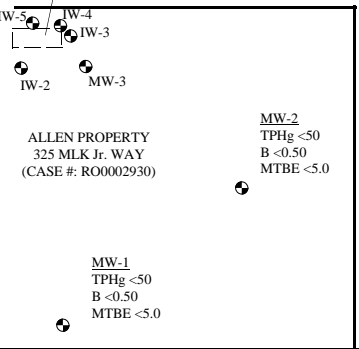 IW-5
IW-4
IW-3
IW-2
MW-3
MW-2
TPHg <50
B <0.50
MTBE <5.0
ALLEN PROPERTY
325 MLK Jr. WAY
(CASE #: RO0002930)
MW-1
TPHg <50
B <0.50
MTBE <5.0